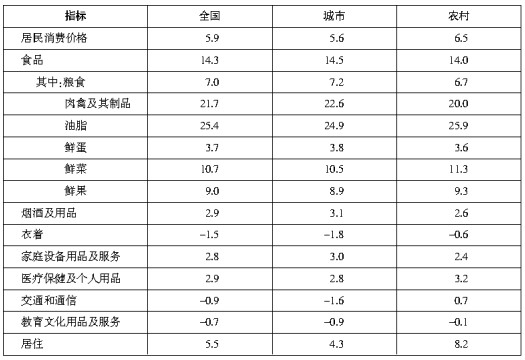 指标 全国 城市 农村
居民消费价格 5.9 5.6 6.5
食品 14.3 14.5 14.0
其中:粮食 7.0 7.2 6.7
肉禽及其制品 21.7 22.6 20.0
油脂 25.4 24.9 25.9
鲜蛋 3.7 3.8 3.6
鲜菜 10.7 10.5 11.3
鲜果 9.0 8.9 9.3
烟酒及用品 2.9 3.1 2.6
衣着 -1.5 -1.8 -0.6
家庭设备用品及服务 2.8 3.0 2.4
医疗保健及个人用品 2.9 2.8 3.2
交通和通信 -0.9 -1.6 0.7
教育文化用品及服务 -0.7 -0.9 -0.1
居住 5.5 4.3 8.2